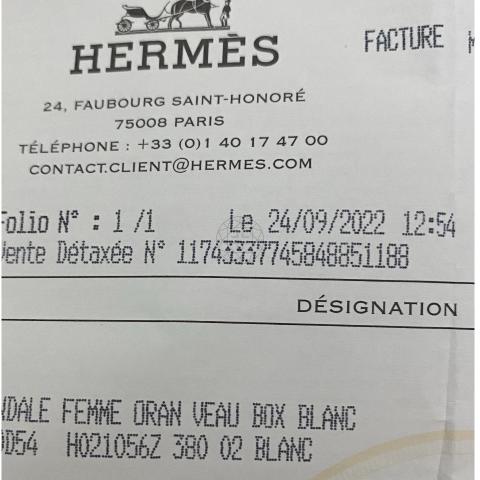 HERMÈS
FACTURE
24, FAUBOURG SAINT-HONORÉ
75008 PARIS
TÉLÉPHONE : +33 (0)1 40 17 47 00
CONTACT.CLIENT@HERMES.COM
Folio N° : 1 /1 Le 24/09/2022 12:54
Vente Détaxée N° 11743337745848851188
DÉSIGNATION
NDALE FEMME ORAN VEAU BOX BLANC
0D54 H021056Z 380 02 BLANC